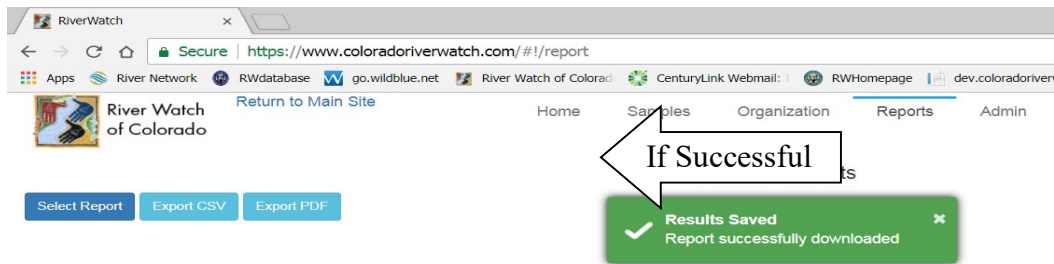 RiverWatch
Secure https://www.coloradoriverwatch.com/#!/report
Apps River Network RWdatabase go.wildblue.net River Watch of Colorad CenturyLink Webmail: RWHomepage dev.coloradoriver
River Watch of Colorado
Return to Main Site
Home Samples Organization Reports Admin
If Successful
ts
Select Report Export CSV Export PDF
Results Saved
Report successfully downloaded